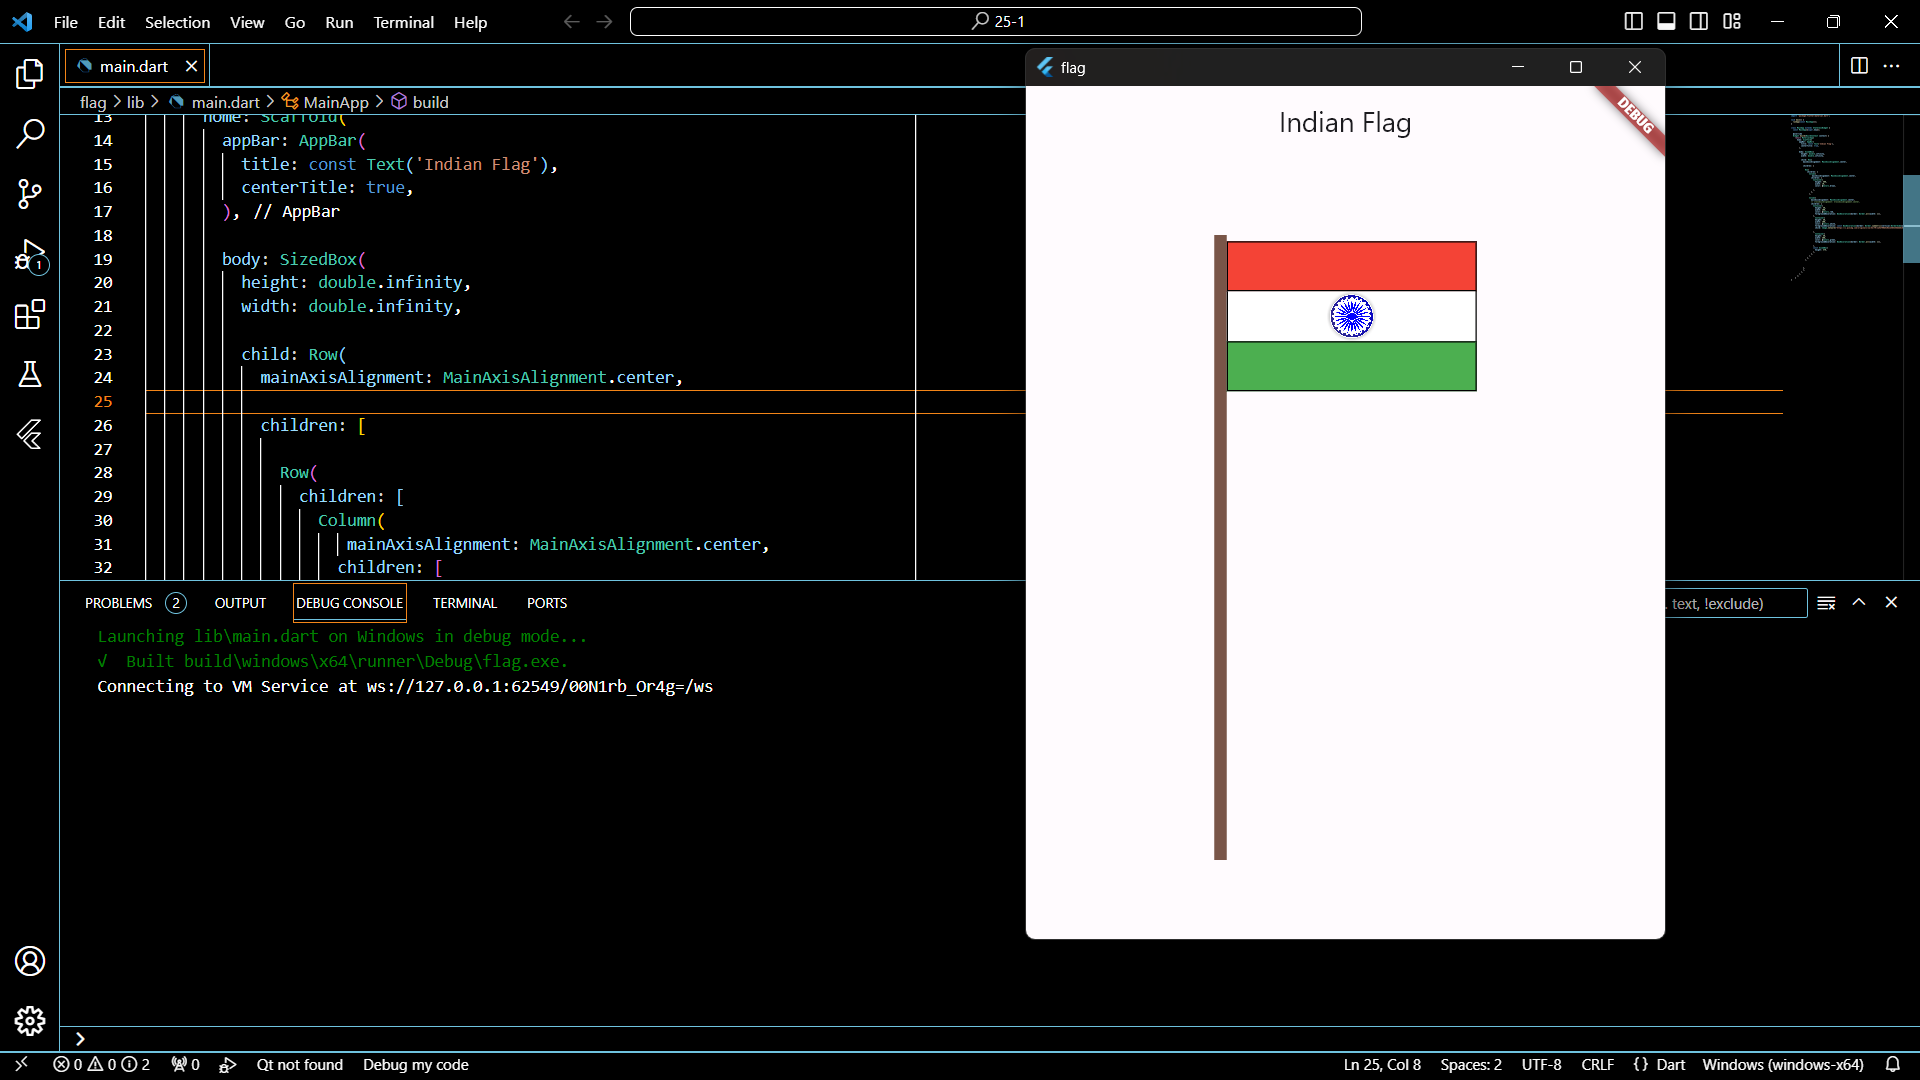 File Edit Selection View Go Run Terminal Help
25-1
main.dart
flag > lib > main.dart > MainApp > build
13 home: Scaffold(
14 appBar: AppBar(
15 title: const Text('Indian Flag'),
16 centerTitle: true,
17 ), // AppBar
18
19 body: SizedBox(
20 height: double.infinity,
21 width: double.infinity,
22
23 child: Row(
24 mainAxisAlignment: MainAxisAlignment.center,
25
26 children: [
27
28 Row(
29 children: [
30 Column(
31 mainAxisAlignment: MainAxisAlignment.center,
32 children: [
flag
DEBUG
Indian Flag
1
PROBLEMS 2 OUTPUT DEBUG CONSOLE TERMINAL PORTS
. text, !exclude)
Launching lib\main.dart on Windows in debug mode...
√ Built build\windows\x64\runner\Debug\flag.exe.
Connecting to VM Service at ws://127.0.0.1:62549/00N1rb_Or4g=/ws
0 0 2 0 Qt not found Debug my code
Ln 25, Col 8 Spaces: 2 UTF-8 CRLF {} Dart Windows (windows-x64)